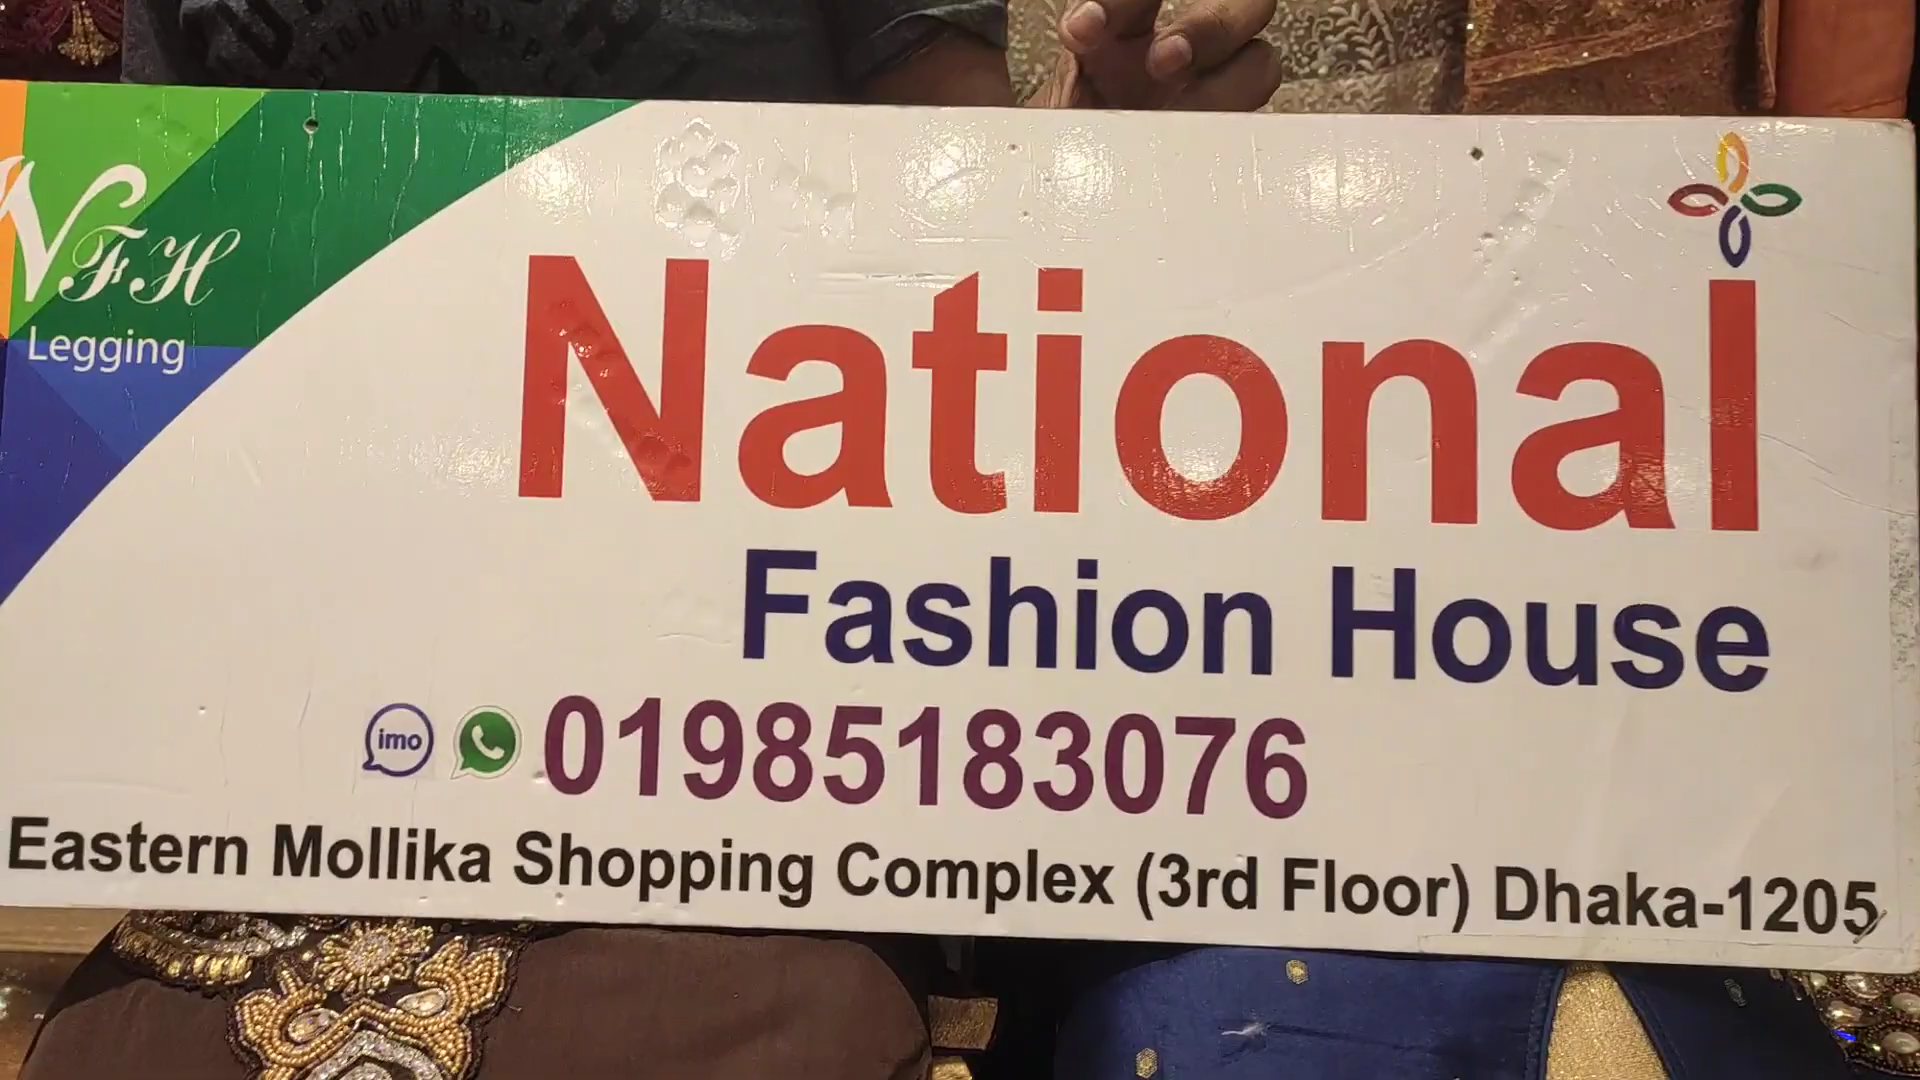 NFH
Legging
National
Fashion House
imo 01985183076
Eastern Mollika Shopping Complex (3rd Floor) Dhaka-1205